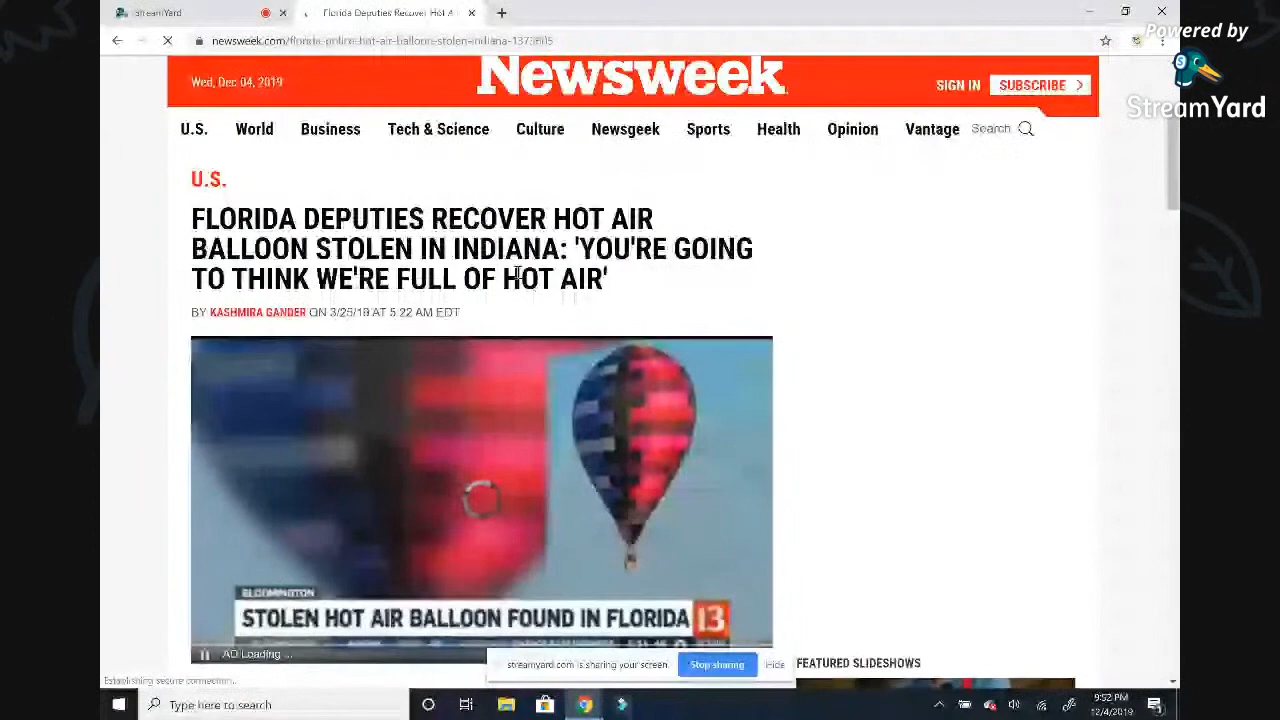 StreamYard
Florida Deputies Recover Hot A
Powered by
StreamYard
newsweek.com/florida-police-hot-air-balloon-stolen-indiana-1373805
Wed, Dec 04, 2019
Newsweek
SIGN IN
SUBSCRIBE
U.S.
World
Business
Tech & Science
Culture
Newsgeek
Sports
Health
Opinion
Vantage
Search
U.S.
FLORIDA DEPUTIES RECOVER HOT AIR
BALLOON STOLEN IN INDIANA: 'YOU'RE GOING
TO THINK WE'RE FULL OF HOT AIR'
BY KASHMIRA GANDER ON 3/25/19 AT 5:22 AM EDT
BLOOMINGTON
STOLEN HOT AIR BALLOON FOUND IN FLORIDA
13
AD Loading ...
streamyard.com is sharing your screen.
Stop sharing
Hide
FEATURED SLIDESHOWS
Establishing secure connection...
Type here to search
9:52 PM
12/4/2019